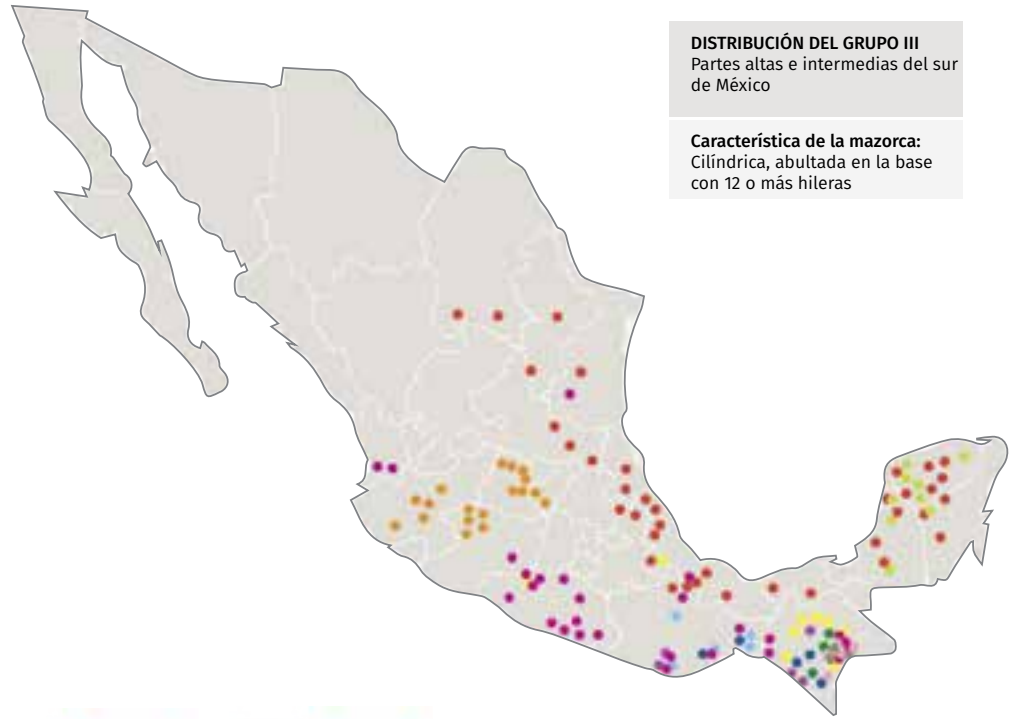 DISTRIBUCIÓN DEL GRUPO III
Partes altas e intermedias del sur
de México
Característica de la mazorca:
Cilíndrica, abultada en la base
con 12 o más hileras